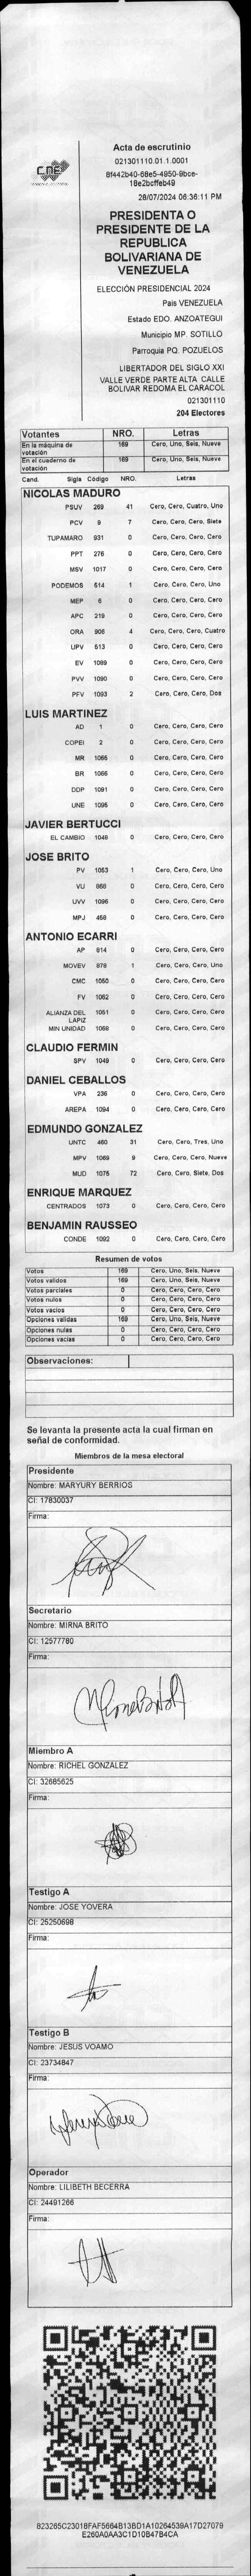 CNE
Acta de escrutinio
021301110.01.1.0001
8f442b40-68e5-4950-9bce-
18e2bcffeb49
28/07/2024 06:36:11 PM
PRESIDENTA O
PRESIDENTE DE LA
REPUBLICA
BOLIVARIANA DE
VENEZUELA
ELECCIÓN PRESIDENCIAL 2024
País VENEZUELA
Estado EDO. ANZOATEGUI
Municipio MP. SOTILLO
Parroquia PQ. POZUELOS
LIBERTADOR DEL SIGLO XXI
VALLE VERDE PARTE ALTA CALLE
BOLIVAR REDOMA EL CARACOL
021301110
204 Electores
Votantes NRO. Letras
En la máquina de votación 169 Cero, Uno, Seis, Nueve
En el cuaderno de votación 169 Cero, Uno, Seis, Nueve
Cand. Sigla Código NRO. Letras
NICOLAS MADURO
PSUV 269 41 Cero, Cero, Cuatro, Uno
PCV 9 7 Cero, Cero, Cero, Siete
TUPAMARO 931 0 Cero, Cero, Cero, Cero
PPT 276 0 Cero, Cero, Cero, Cero
MSV 1017 0 Cero, Cero, Cero, Cero
PODEMOS 514 1 Cero, Cero, Cero, Uno
MEP 6 0 Cero, Cero, Cero, Cero
APC 219 0 Cero, Cero, Cero, Cero
ORA 906 4 Cero, Cero, Cero, Cuatro
UPV 513 0 Cero, Cero, Cero, Cero
EV 1089 0 Cero, Cero, Cero, Cero
PVV 1090 0 Cero, Cero, Cero, Cero
PFV 1093 2 Cero, Cero, Cero, Dos
LUIS MARTINEZ
AD 1 0 Cero, Cero, Cero, Cero
COPEI 2 0 Cero, Cero, Cero, Cero
MR 1065 0 Cero, Cero, Cero, Cero
BR 1066 0 Cero, Cero, Cero, Cero
DDP 1091 0 Cero, Cero, Cero, Cero
UNE 1095 0 Cero, Cero, Cero, Cero
JAVIER BERTUCCI
EL CAMBIO 1048 0 Cero, Cero, Cero, Cero
JOSE BRITO
PV 1053 1 Cero, Cero, Cero, Uno
VU 868 0 Cero, Cero, Cero, Cero
UVV 1096 0 Cero, Cero, Cero, Cero
MPJ 458 0 Cero, Cero, Cero, Cero
ANTONIO ECARRI
AP 914 0 Cero, Cero, Cero, Cero
MOVEV 878 1 Cero, Cero, Cero, Uno
CMC 1050 0 Cero, Cero, Cero, Cero
FV 1062 0 Cero, Cero, Cero, Cero
ALIANZA DEL LAPIZ 1051 0 Cero, Cero, Cero, Cero
MIN UNIDAD 1058 0 Cero, Cero, Cero, Cero
CLAUDIO FERMIN
SPV 1049 0 Cero, Cero, Cero, Cero
DANIEL CEBALLOS
VPA 236 0 Cero, Cero, Cero, Cero
AREPA 1094 0 Cero, Cero, Cero, Cero
EDMUNDO GONZALEZ
UNTC 460 31 Cero, Cero, Tres, Uno
MPV 1069 9 Cero, Cero, Cero, Nueve
MUD 1075 72 Cero, Cero, Siete, Dos
ENRIQUE MARQUEZ
CENTRADOS 1073 0 Cero, Cero, Cero, Cero
BENJAMIN RAUSSEO
CONDE 1092 0 Cero, Cero, Cero, Cero
Resumen de votos
Votos 169 Cero, Uno, Seis, Nueve
Votos validos 169 Cero, Uno, Seis, Nueve
Votos parciales 0 Cero, Cero, Cero, Cero
Votos nulos 0 Cero, Cero, Cero, Cero
Votos vacios 0 Cero, Cero, Cero, Cero
Opciones validas 169 Cero, Uno, Seis, Nueve
Opciones nulas 0 Cero, Cero, Cero, Cero
Opciones vacias 0 Cero, Cero, Cero, Cero
Observaciones:
Se levanta la presente acta la cual firman en
señal de conformidad.
Miembros de la mesa electoral
Presidente
Nombre: MARYURY BERRIOS
CI: 17830037
Firma:
Secretario
Nombre: MIRNA BRITO
CI: 12577780
Firma:
Miembro A
Nombre: RICHEL GONZALEZ
CI: 32685625
Firma:
Testigo A
Nombre: JOSE YOVERA
CI: 25250698
Firma:
Testigo B
Nombre: JESUS VOAMO
CI: 23734847
Firma:
Operador
Nombre: LILIBETH BECERRA
CI: 24491266
Firma:
823265C23018FAF5664B13BD1A10264539A17D27079
E260A0AA3C1D10B47B4CA